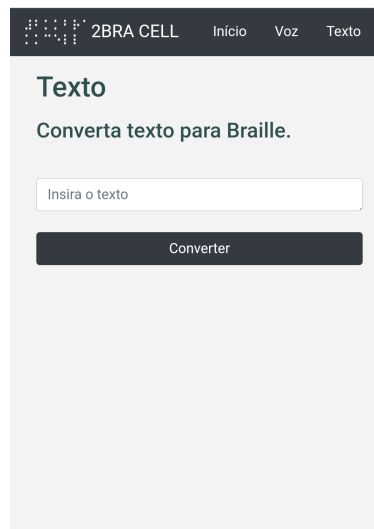 2BRA CELL Início Voz Texto
Texto
Converta texto para Braille.
Insira o texto
Converter